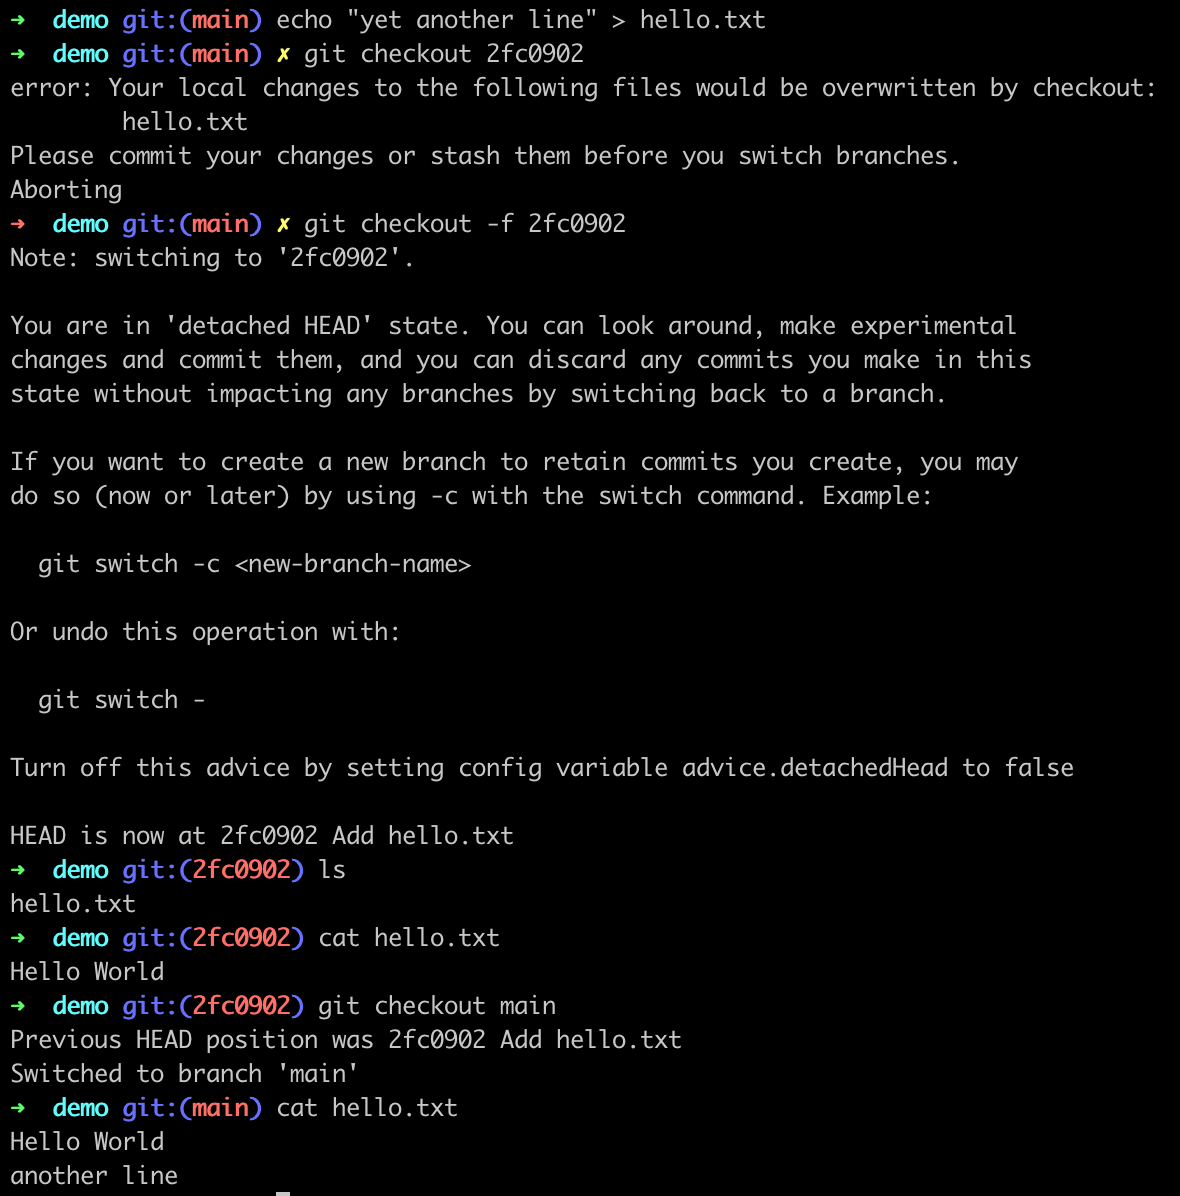 ➜  demo git:(main) echo "yet another line" > hello.txt
➜  demo git:(main) ✗ git checkout 2fc0902
error: Your local changes to the following files would be overwritten by checkout:
        hello.txt
Please commit your changes or stash them before you switch branches.
Aborting
➜  demo git:(main) ✗ git checkout -f 2fc0902
Note: switching to '2fc0902'.

You are in 'detached HEAD' state. You can look around, make experimental
changes and commit them, and you can discard any commits you make in this
state without impacting any branches by switching back to a branch.

If you want to create a new branch to retain commits you create, you may
do so (now or later) by using -c with the switch command. Example:

  git switch -c <new-branch-name>

Or undo this operation with:

  git switch -

Turn off this advice by setting config variable advice.detachedHead to false

HEAD is now at 2fc0902 Add hello.txt
➜  demo git:(2fc0902) ls
hello.txt
➜  demo git:(2fc0902) cat hello.txt
Hello World
➜  demo git:(2fc0902) git checkout main
Previous HEAD position was 2fc0902 Add hello.txt
Switched to branch 'main'
➜  demo git:(main) cat hello.txt
Hello World
another line